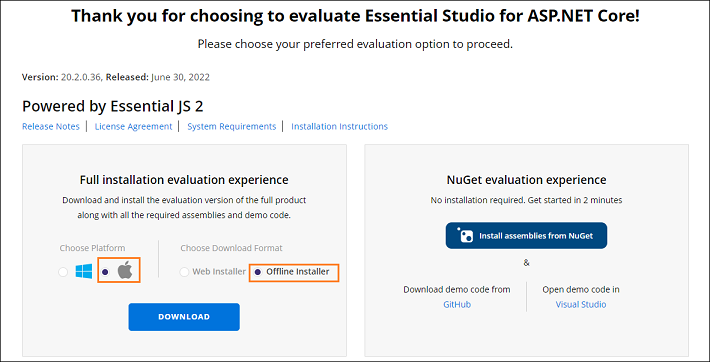 Thank you for choosing to evaluate Essential Studio for ASP.NET Core!
Please choose your preferred evaluation option to proceed.
Version: 20.2.0.36, Released: June 30, 2022
Powered by Essential JS 2
Release Notes | License Agreement | System Requirements | Installation Instructions
Full installation evaluation experience
Download and install the evaluation version of the full product
along with all the required assemblies and demo code.
Choose Platform
Choose Download Format
Web Installer
Offline Installer
DOWNLOAD
NuGet evaluation experience
No installation required. Get started in 2 minutes
Install assemblies from NuGet
&
Download demo code from
GitHub
Open demo code in
Visual Studio